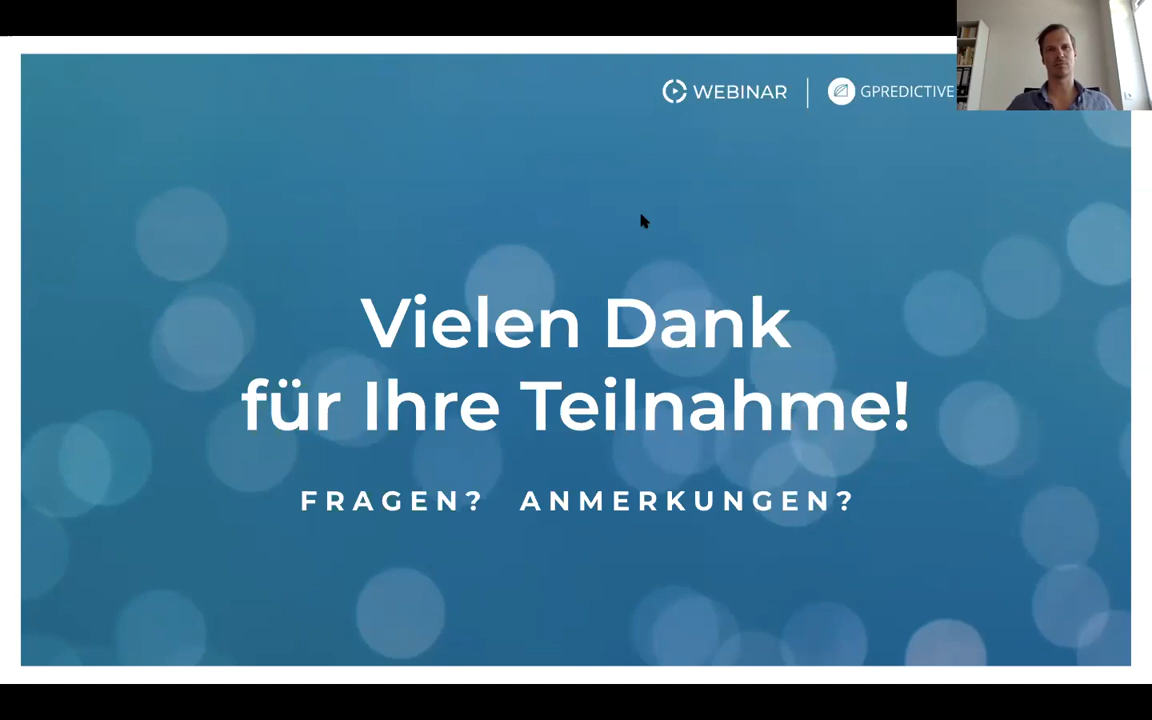 WEBINAR | GPREDICTIVE
Vielen Dank
für Ihre Teilnahme!
FRAGEN? ANMERKUNGEN?